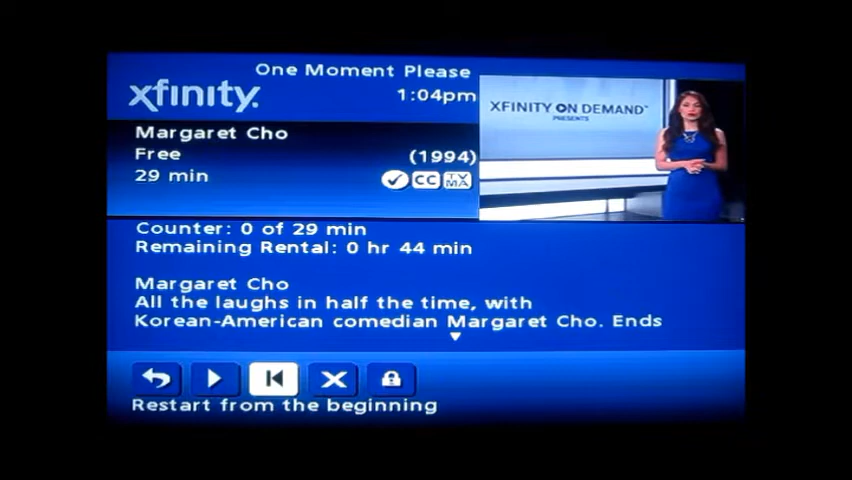 One Moment Please
xfinity.
1:04pm
XFINITY ON DEMAND™
PRESENTS
Margaret Cho
Free (1994)
29 min CC TV MA
Counter: 0 of 29 min
Remaining Rental: 0 hr 44 min
Margaret Cho
All the laughs in half the time, with
Korean-American comedian Margaret Cho. Ends
Restart from the beginning